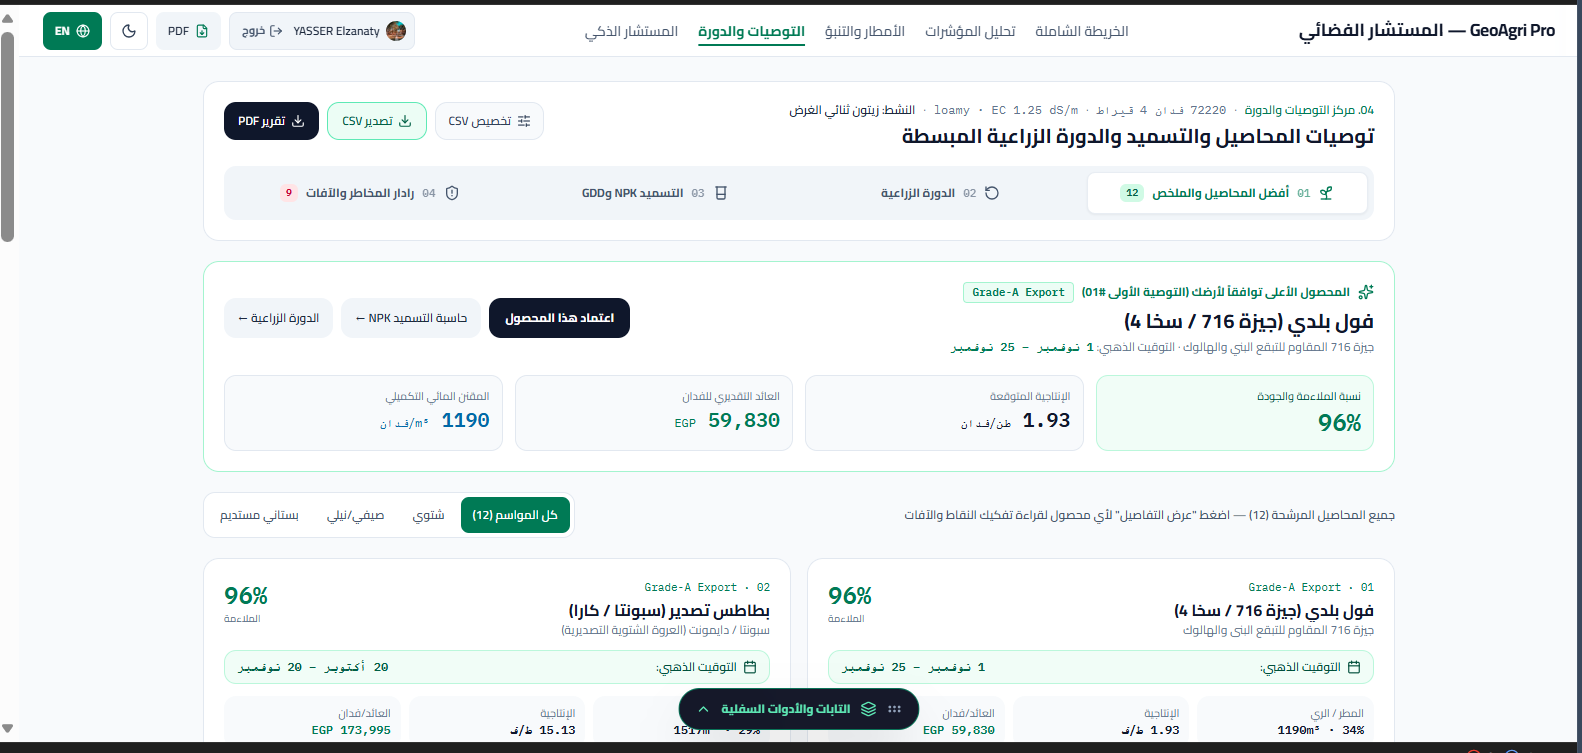 GeoAgri Pro — المستشار الفضائي
الخريطة الشاملة
تحليل المؤشرات
الأمطار والتنبؤ
التوصيات والدورة
المستشار الذكي
YASSER Elzanaty
خروج
PDF
EN
04. مركز التوصيات والدورة · 72220 فدان 4 قيراط · loamy · EC 1.25 dS/m · النشط: زيتون ثنائي الغرض
توصيات المحاصيل والتسميد والدورة الزراعية المبسطة
تخصيص CSV
تصدير CSV
تقرير PDF
01 أفضل المحاصيل والملخص 12
02 الدورة الزراعية
03 التسميد NPK وGDD
04 رادار المخاطر والآفات 9
المحصول الأعلى توافقاً لأرضك (التوصية الأولى #01) Grade-A Export
فول بلدي (جيزة 716 / سخا 4)
جيزة 716 المقاوم للتبقع البني والهالوك · التوقيت الذهبي: 1 نوفمبر – 25 نوفمبر
اعتماد هذا المحصول
حاسبة التسميد NPK ←
الدورة الزراعية ←
نسبة الملاءمة والجودة
96%
الإنتاجية المتوقعة
1.93 طن/فدان
العائد التقديري للفدان
59,830 EGP
المقنن المائي التكميلي
1190 m³/فدان
جميع المحاصيل المرشحة (12) — اضغط "عرض التفاصيل" لأي محصول لقراءة تفكيك النقاط والآفات
كل المواسم (12)
شتوي
صيفي/نيلي
بستاني مستديم
01 · Grade-A Export
فول بلدي (جيزة 716 / سخا 4)
جيزة 716 المقاوم للتبقع البني والهالوك
96%
الملاءمة
التوقيت الذهبي:
1 نوفمبر – 25 نوفمبر
المطر / الري
1190m³ · 34%
الإنتاجية
1.93 ط/ف
العائد/فدان
59,830 EGP
02 · Grade-A Export
بطاطس تصدير (سبونتا / كارا)
سبونتا / دايمونت (العروة الشتوية التصديرية)
96%
الملاءمة
التوقيت الذهبي:
20 أكتوبر – 20 نوفمبر
1517m³ · 29%
الإنتاجية
15.13 ط/ف
العائد/فدان
173,995 EGP
التابات والأدوات السفلية